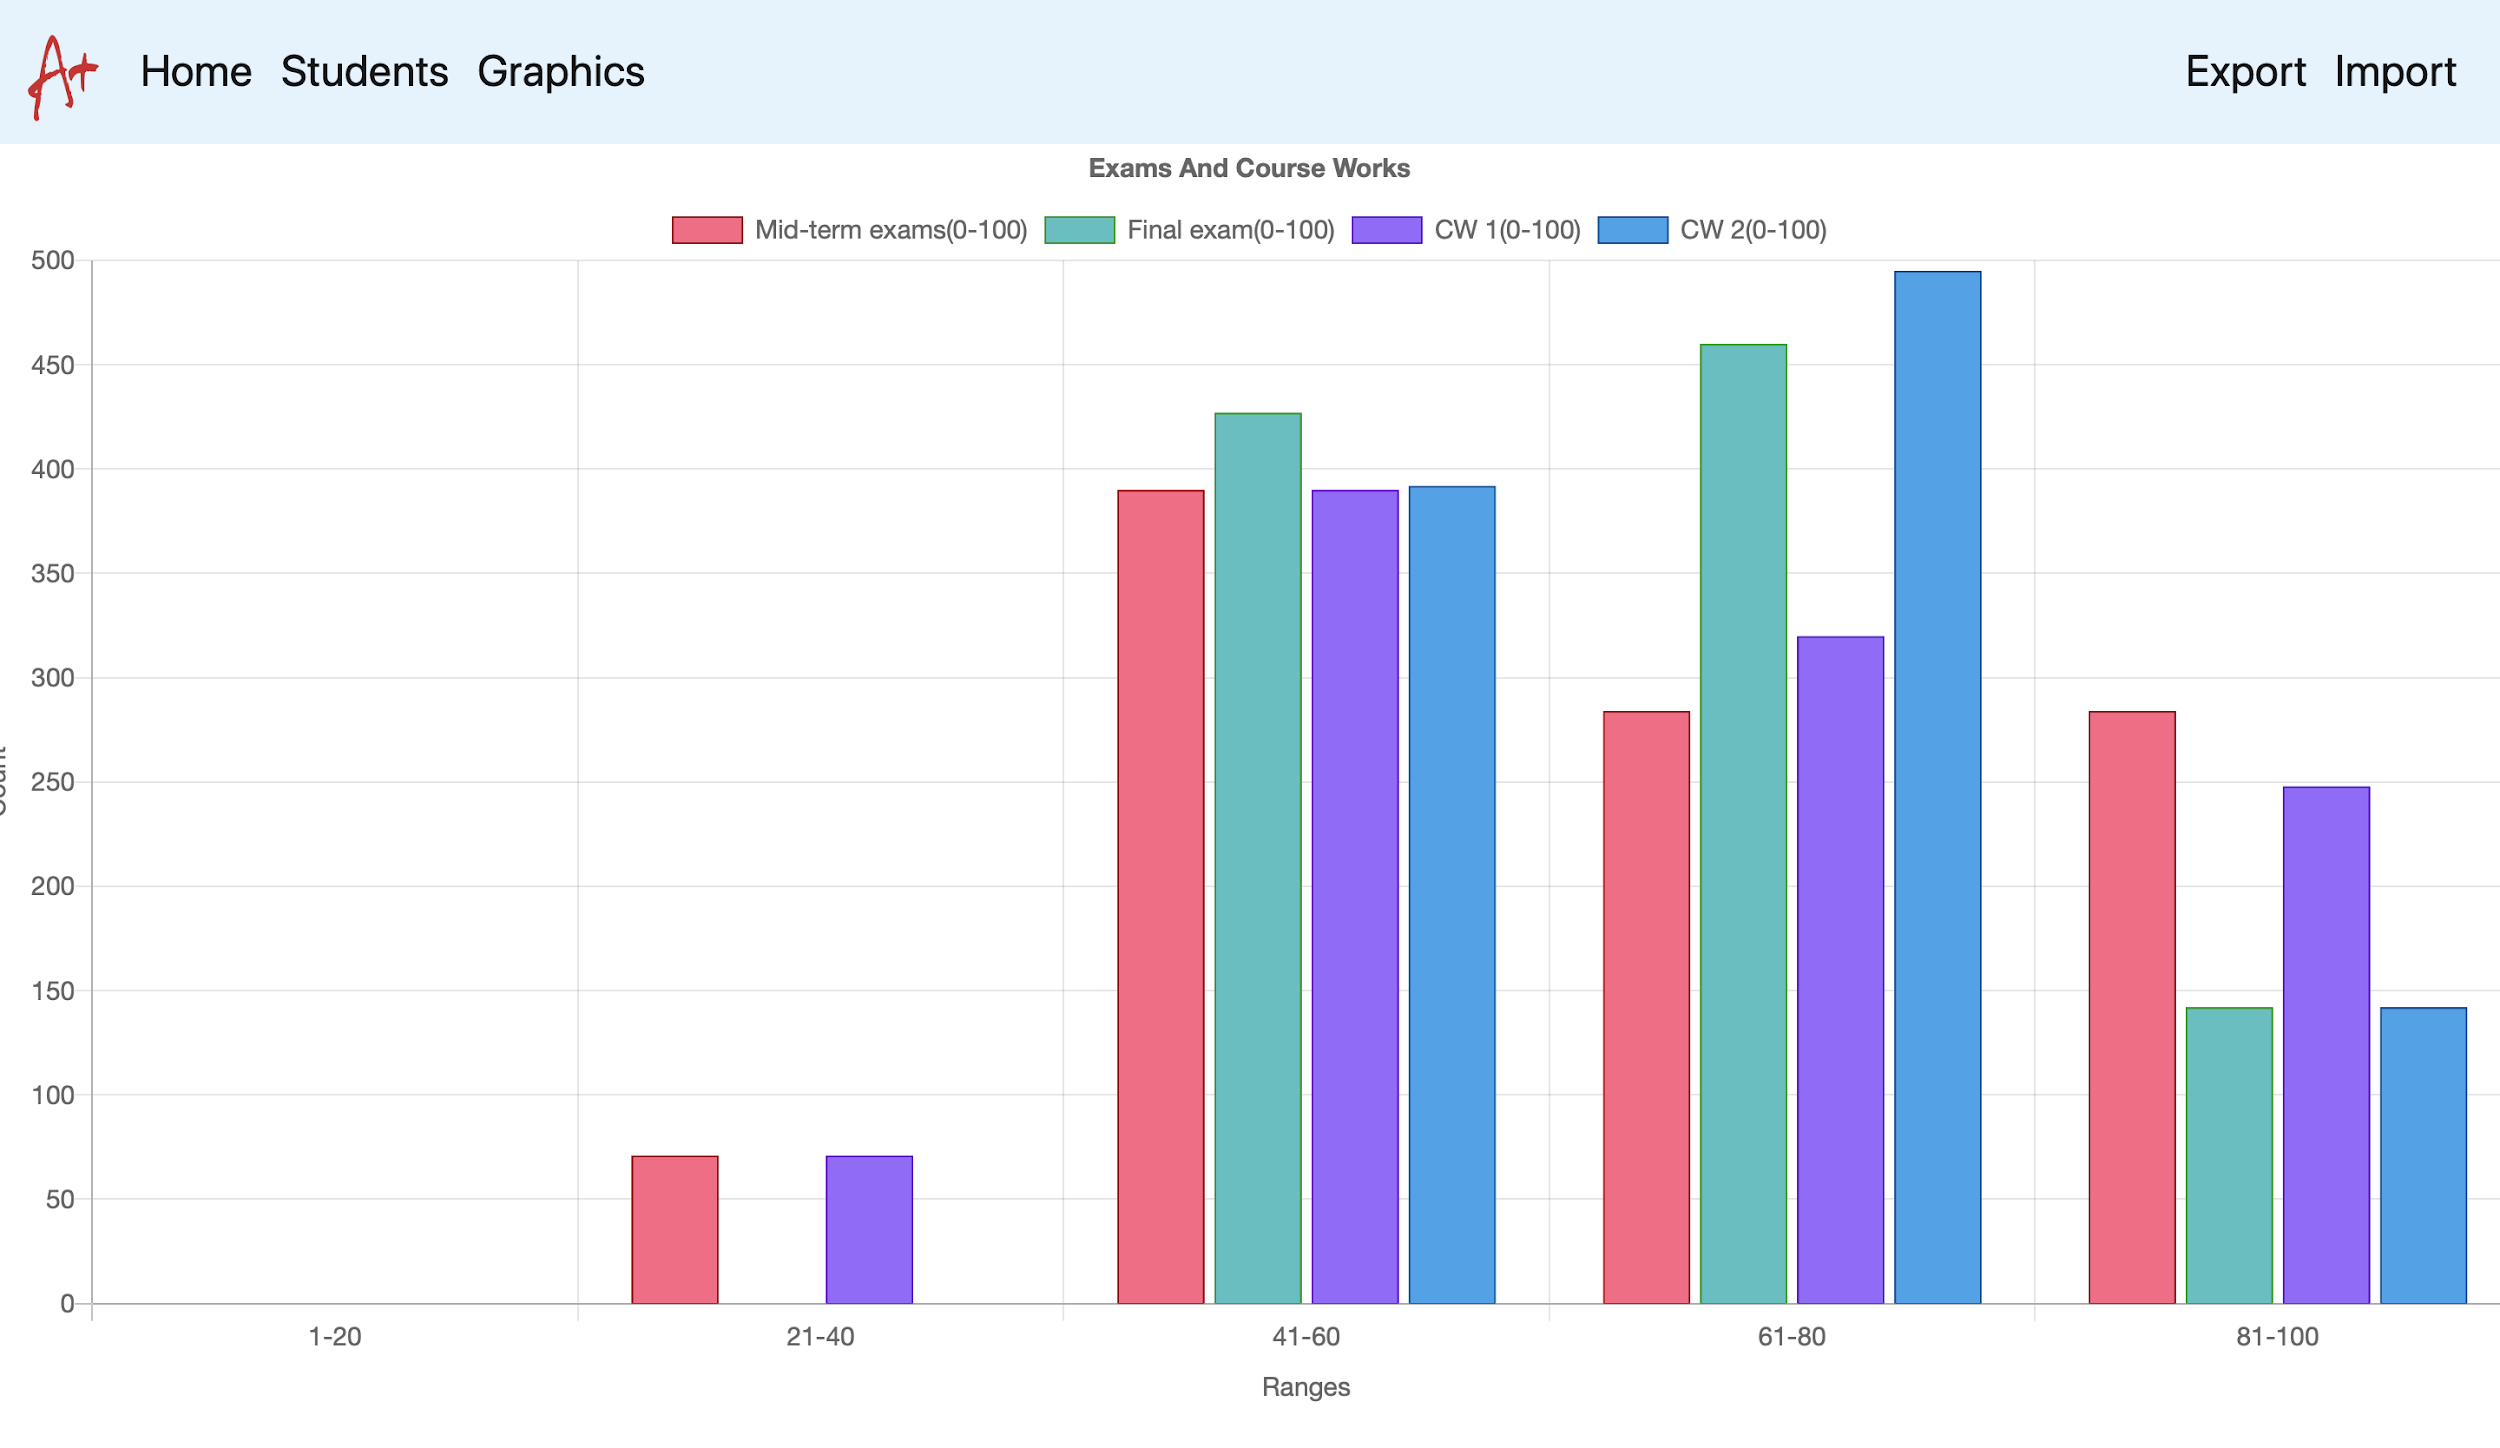 A+ Home Students Graphics Export Import
Exams And Course Works
Mid-term exams(0-100) Final exam(0-100) CW 1(0-100) CW 2(0-100)
500
450
400
350
300
250
200
150
100
50
0
1-20 21-40 41-60 61-80 81-100
Ranges